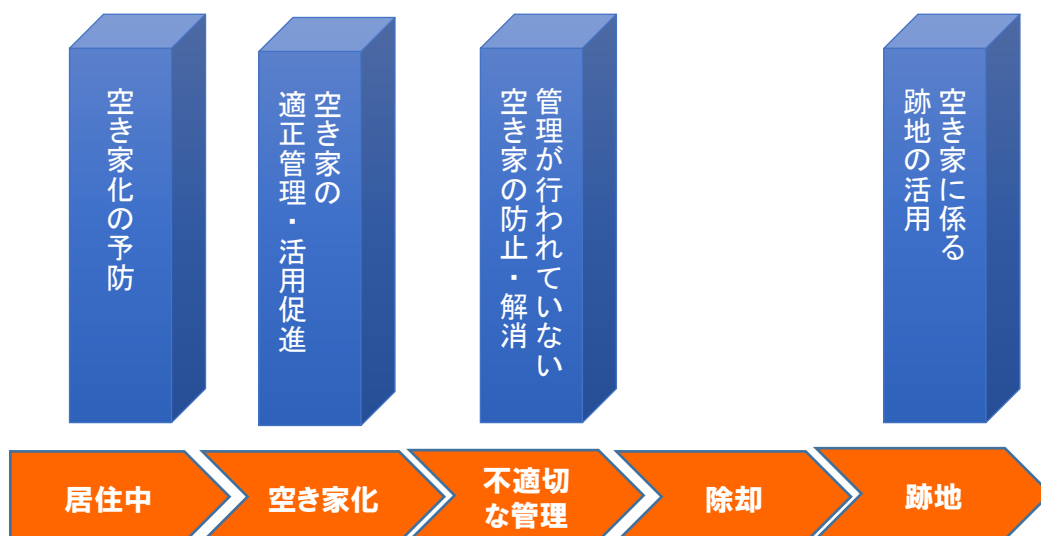 空き家化の予防
空き家の
適正管理・活用促進
管理が行われていない
空き家の防止・解消
空き家に係る
跡地の活用
居住中
空き家化
不適切
な管理
除却
跡地